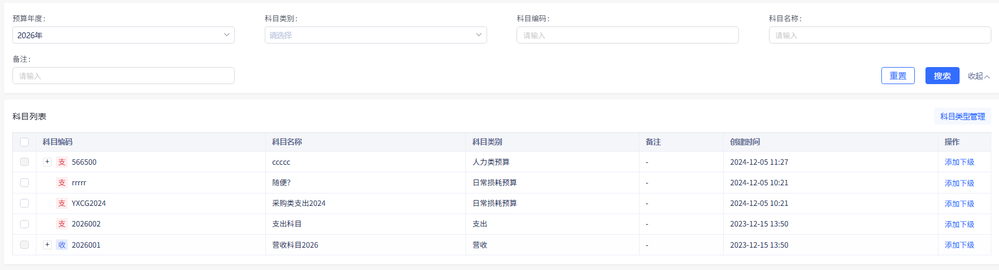 预算年度： 科目类别： 科目编码： 科目名称：
2026年 请选择 请输入 请输入
备注：
请输入 重置 搜索 收起
科目列表 科目类型管理
科目编码 科目名称 科目类别 备注 创建时间 操作
+ 支 566500 ccccc 人力类预算 - 2024-12-05 11:27 添加下级
支 rrrrr 随便? 日常损耗预算 - 2024-12-05 10:21 添加下级
支 YXCG2024 采购类支出2024 日常损耗预算 - 2024-12-05 10:21 添加下级
支 2026002 支出科目 支出 - 2023-12-15 13:50 添加下级
+ 收 2026001 营收科目2026 营收 - 2023-12-15 13:50 添加下级